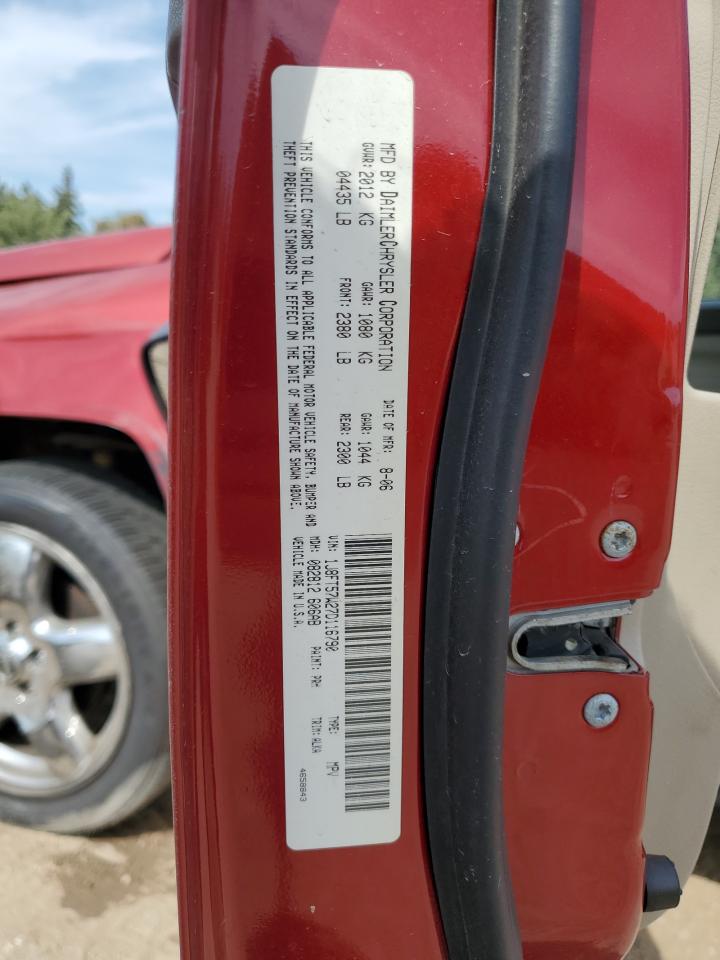 MFD BY DAIMLERCHRYSLER CORPORATION DATE OF MFR: 8-06
GVWR: 2012 KG GAWR: 1080 KG GAWR: 1044 KG
04435 LB FRONT: 2380 LB REAR: 2300 LB
THIS VEHICLE CONFORMS TO ALL APPLICABLE FEDERAL MOTOR VEHICLE SAFETY, BUMPER AND
THEFT PREVENTION STANDARDS IN EFFECT ON THE DATE OF MANUFACTURE SHOWN ABOVE.
VIN: 1J8FT57W27D116790 TYPE: MPV
MDH: 082812 606AB PAINT: PRH TRIM: ALKA
VEHICLE MADE IN U.S.A. 4658643